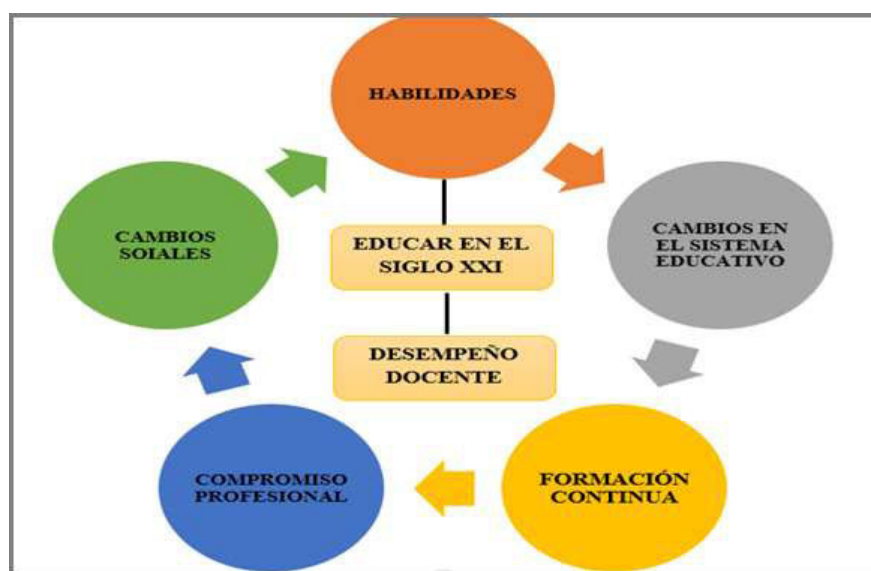 HABILIDADES
CAMBIOS EN
EL SISTEMA
EDUCATIVO
FORMACIÓN
CONTINUA
COMPROMISO
PROFESIONAL
CAMBIOS
SOIALES
EDUCAR EN EL
SIGLO XXI
DESEMPEÑO
DOCENTE